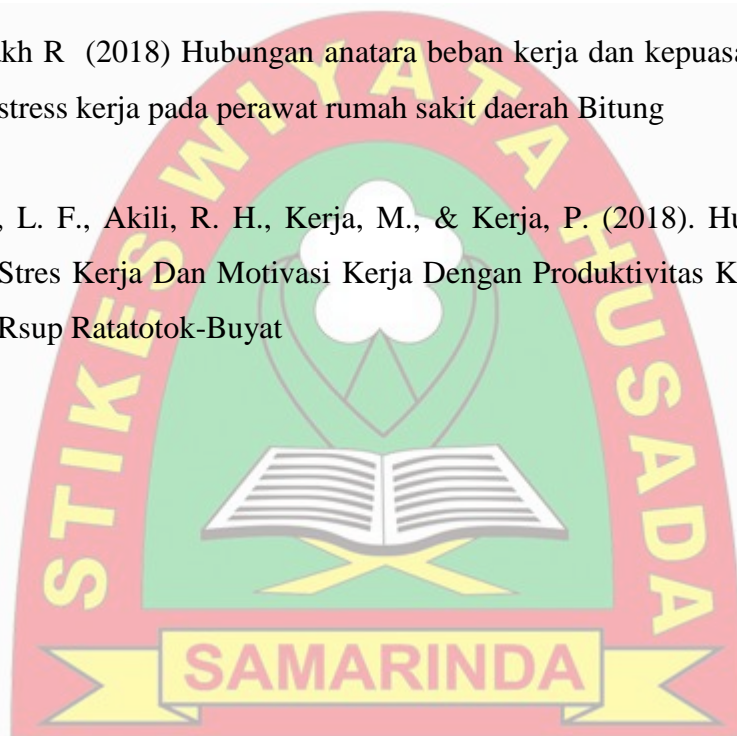 akh R (2018) Hubungan anatara beban kerja dan kepuasa
stress kerja pada perawat rumah sakit daerah Bitung
, L. F., Akili, R. H., Kerja, M., & Kerja, P. (2018). Hu
Stres Kerja Dan Motivasi Kerja Dengan Produktivitas K
Rsup Ratatotok-Buyat
STIKES WIYATA HUSADA
SAMARINDA